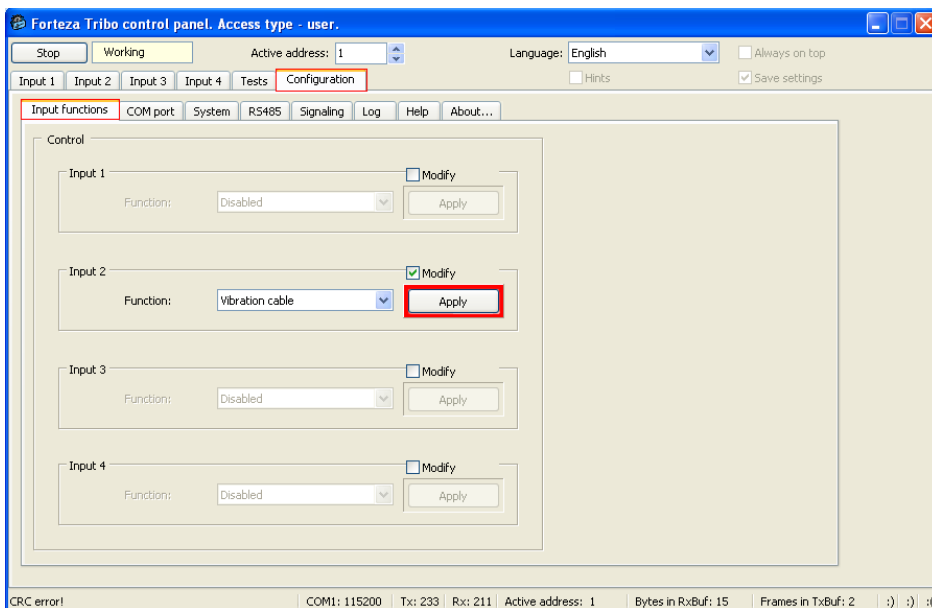 Forteza Tribo control panel. Access type - user.
Stop Working Active address: 1 Language: English Always on top
Input 1 Input 2 Input 3 Input 4 Tests Configuration Hints Save settings
Input functions COM port System RS485 Signaling Log Help About...
Control
Input 1 Modify
Function: Disabled Apply
Input 2 Modify
Function: Vibration cable Apply
Input 3 Modify
Function: Disabled Apply
Input 4 Modify
Function: Disabled Apply
CRC error! COM1: 115200 Tx: 233 Rx: 211 Active address: 1 Bytes in RxBuf: 15 Frames in TxBuf: 2 :) :) :(